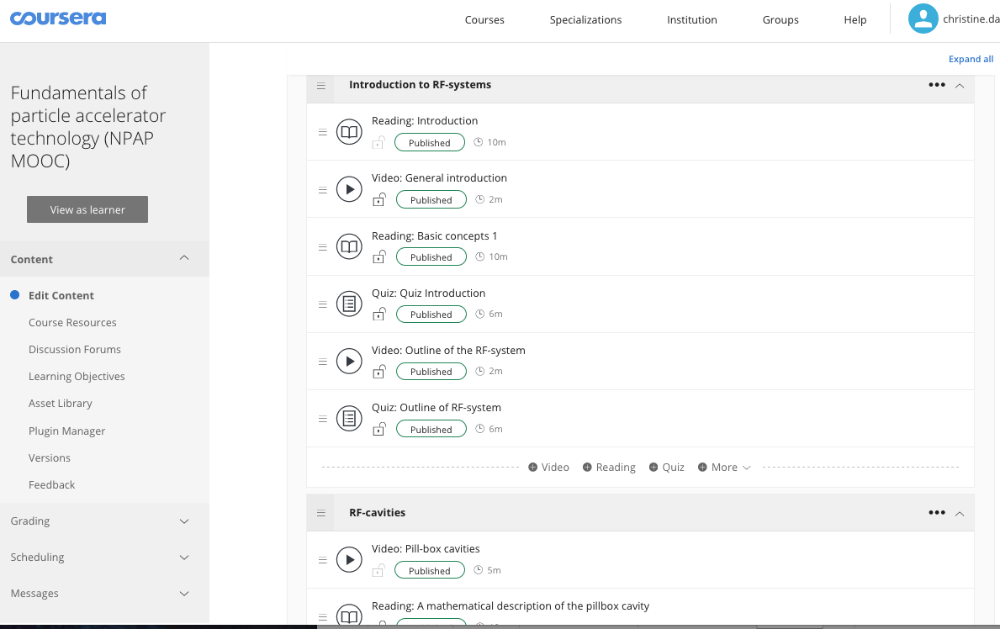 coursera
Courses Specializations Institution Groups Help christine.da
Expand all
Fundamentals of
particle accelerator
technology (NPAP
MOOC)
View as learner
Content
Edit Content
Course Resources
Discussion Forums
Learning Objectives
Asset Library
Plugin Manager
Versions
Feedback
Grading
Scheduling
Messages
Introduction to RF-systems
Reading: Introduction
Published 10m
Video: General introduction
Published 2m
Reading: Basic concepts 1
Published 10m
Quiz: Quiz Introduction
Published 6m
Video: Outline of the RF-system
Published 2m
Quiz: Outline of RF-system
Published 6m
Video Reading Quiz More
RF-cavities
Video: Pill-box cavities
Published 5m
Reading: A mathematical description of the pillbox cavity